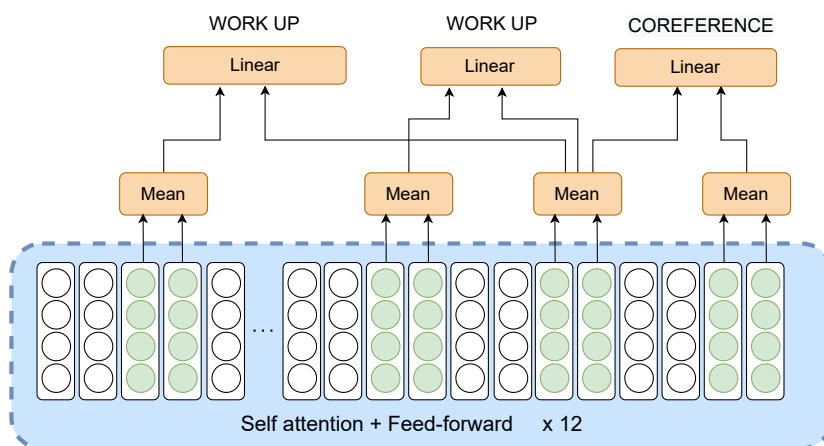 WORK UP WORK UP COREFERENCE
Linear Linear Linear
Mean Mean Mean Mean
...
Self attention + Feed-forward x 12